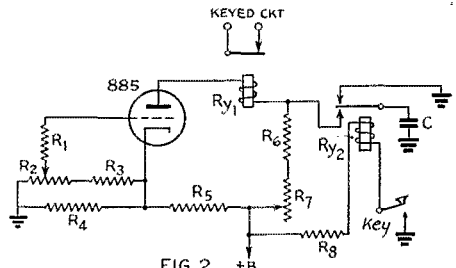 KEYED CKT
885
Ry1
R1
R2
R3
R4
R5
R6
R7
Ry2
C
R8
Key
FIG 2
+B